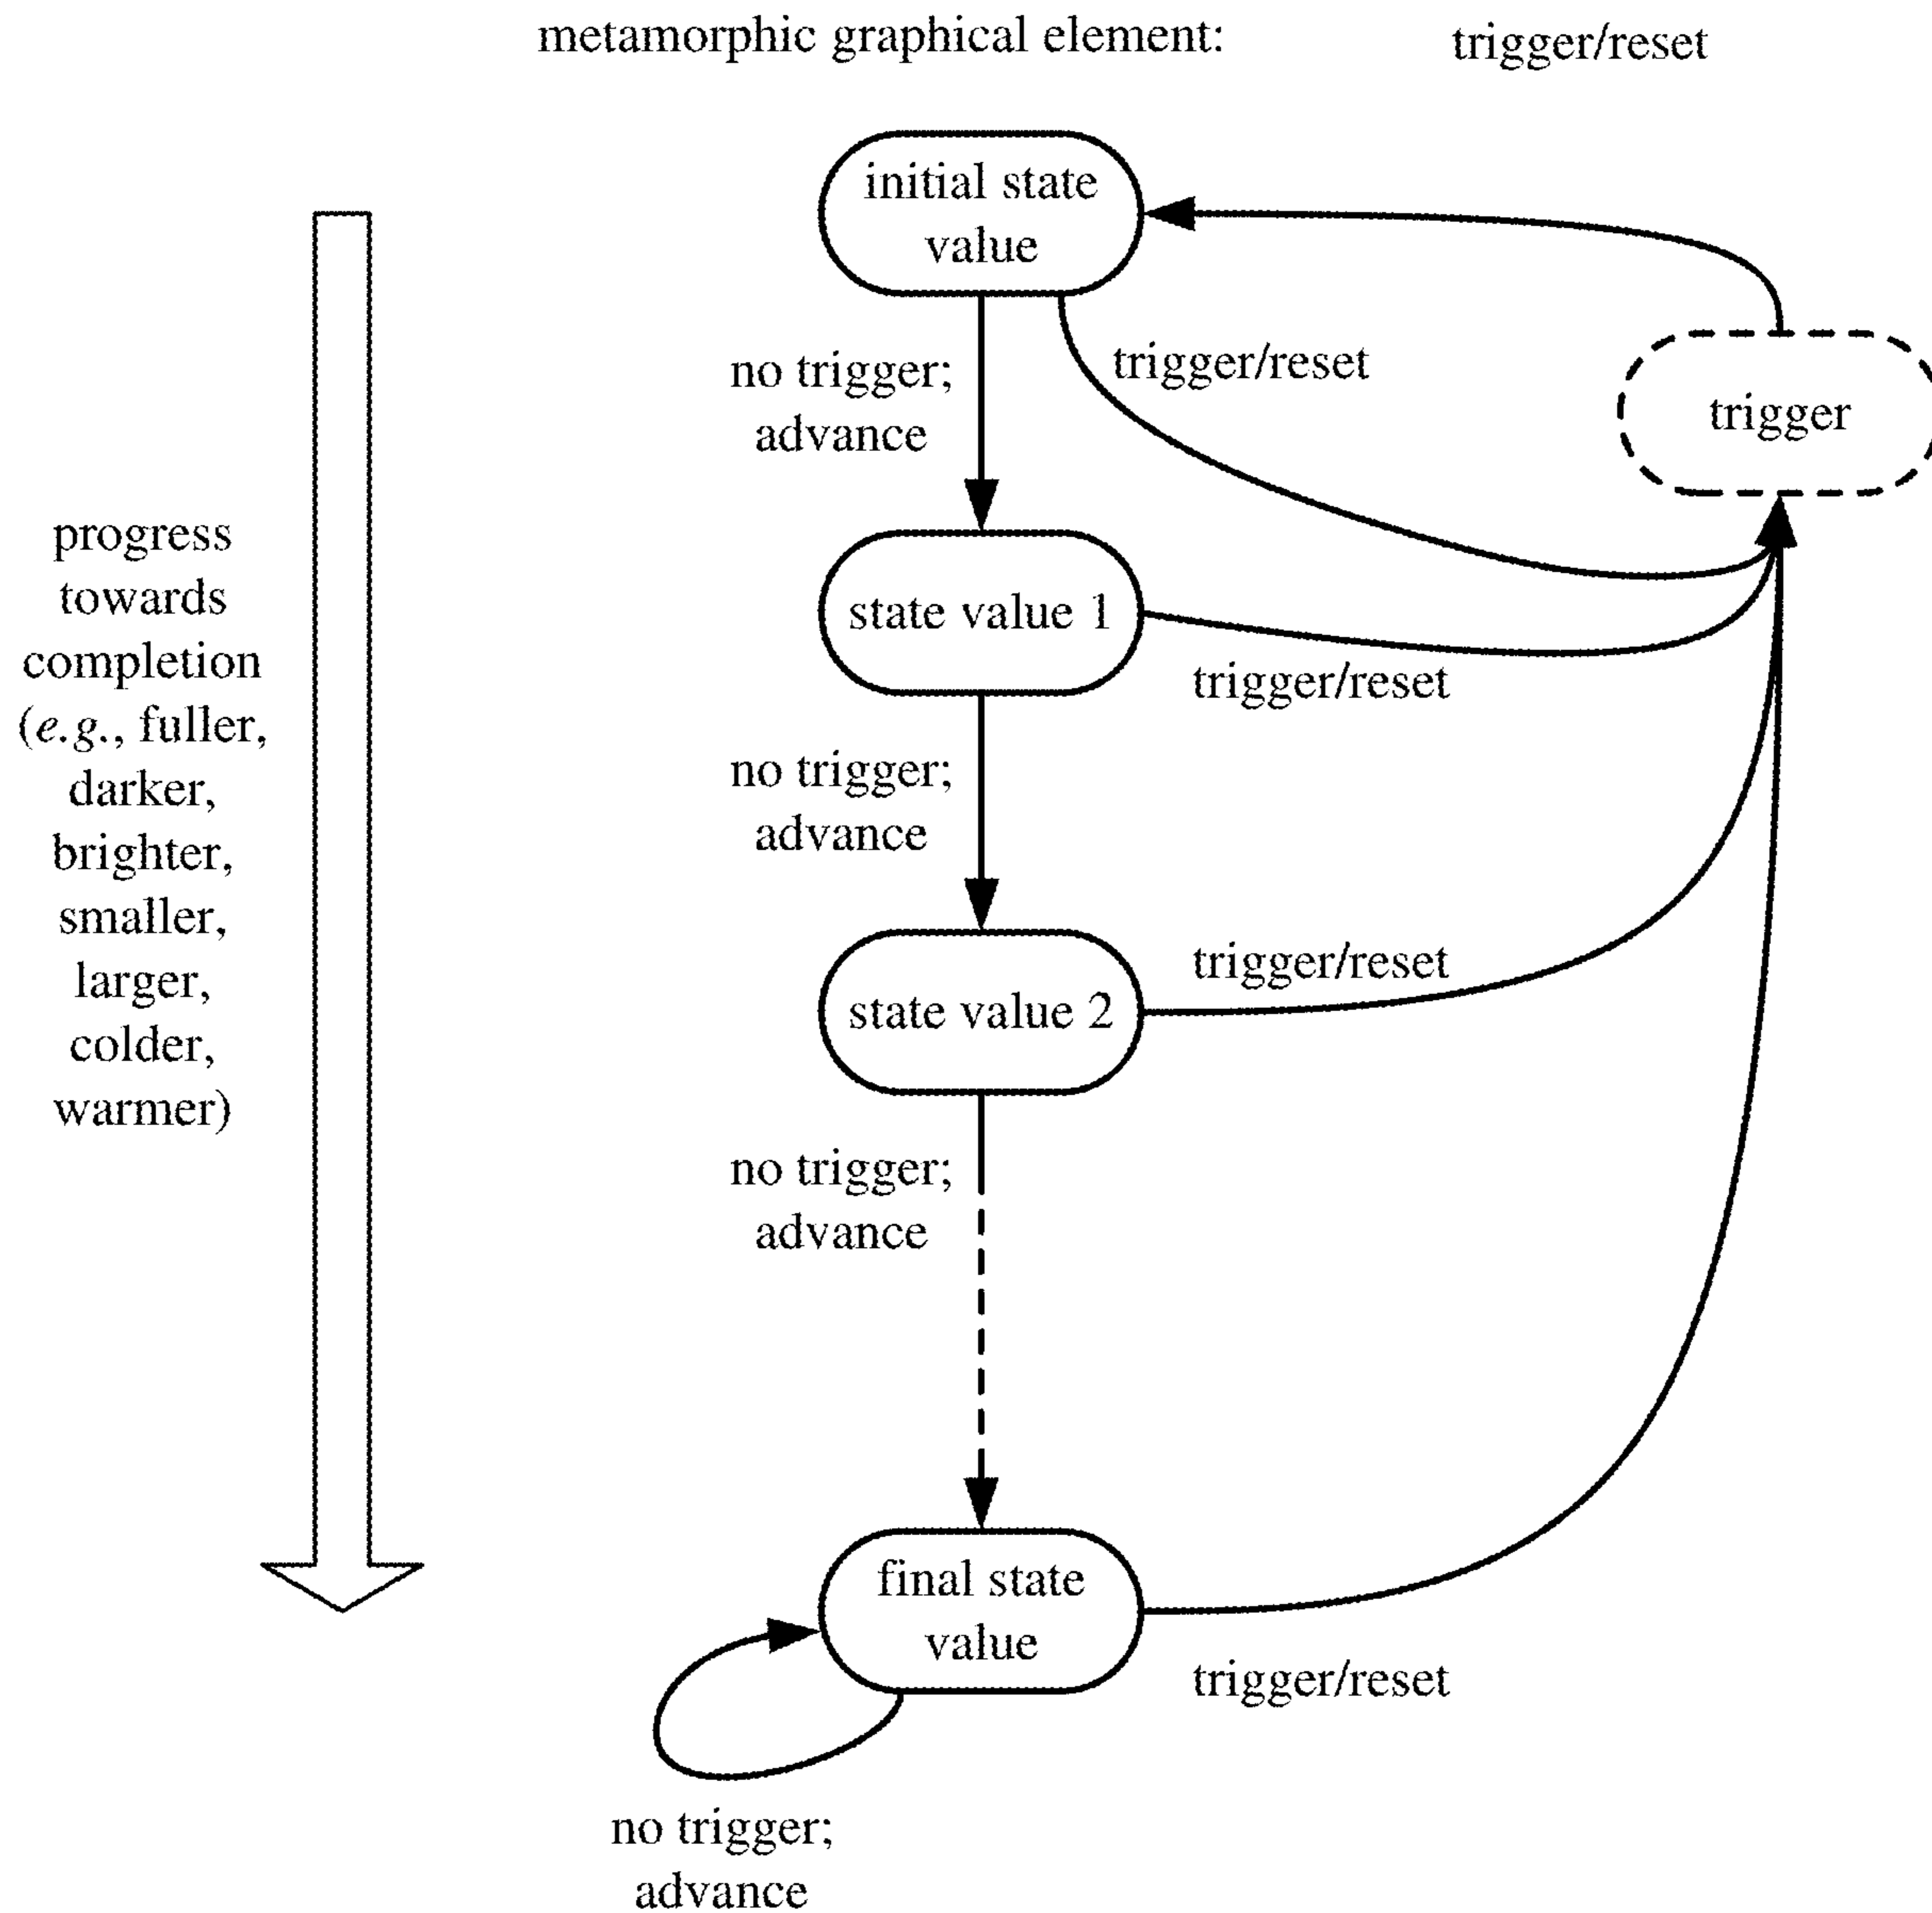 metamorphic graphical element:
trigger/reset
initial state
value
no trigger;
advance
trigger/reset
trigger
progress
towards
completion
(e.g., fuller,
darker,
brighter,
smaller,
larger,
colder,
warmer)
state value 1
trigger/reset
no trigger;
advance
state value 2
trigger/reset
no trigger;
advance
final state
value
trigger/reset
no trigger;
advance